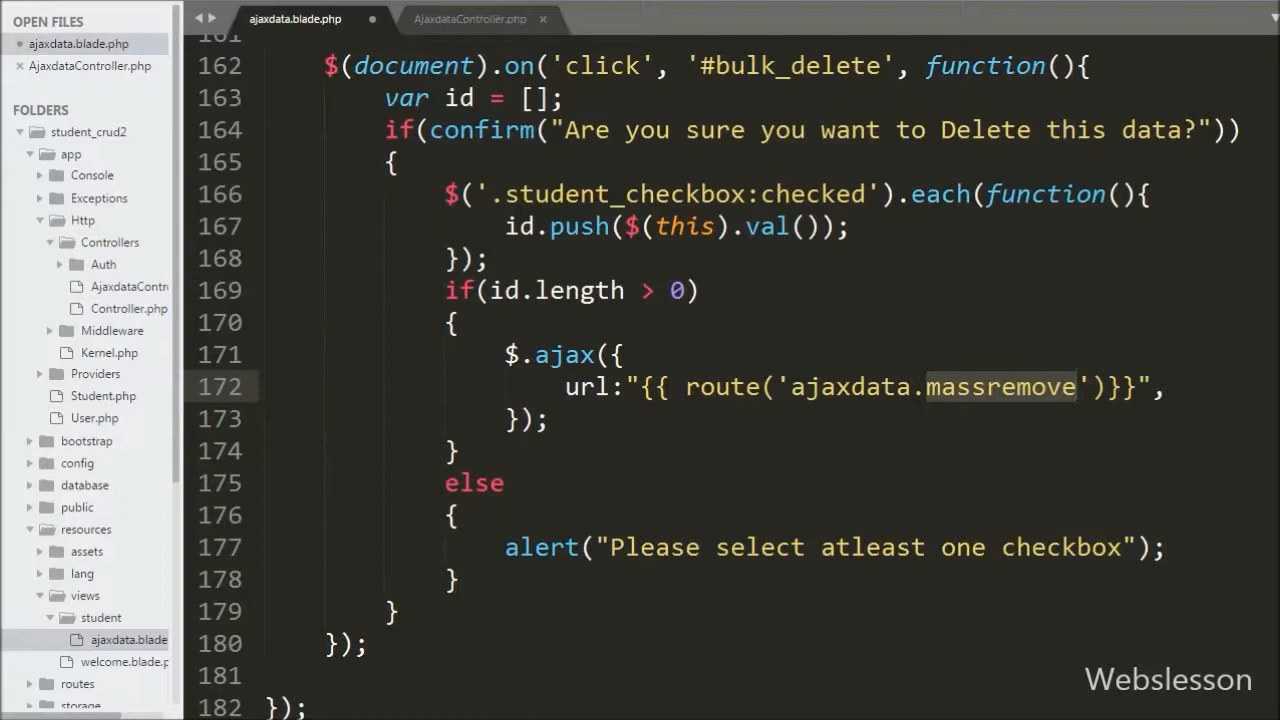 OPEN FILES
ajaxdata.blade.php
AjaxdataController.php
FOLDERS
student_crud2
app
Console
Exceptions
Http
Controllers
Auth
AjaxdataContr
Controller.php
Middleware
Kernel.php
Providers
Student.php
User.php
bootstrap
config
database
public
resources
assets
lang
views
student
ajaxdata.blade
welcome.blade.p
routes
storage
ajaxdata.blade.php
AjaxdataController.php
161
162 $(document).on('click', '#bulk_delete', function(){
163 var id = [];
164 if(confirm("Are you sure you want to Delete this data?"))
165 {
166 $('.student_checkbox:checked').each(function(){
167 id.push($(this).val());
168 });
169 if(id.length > 0)
170 {
171 $.ajax({
172 url:"{{ route('ajaxdata.massremove')}}",
173 });
174 }
175 else
176 {
177 alert("Please select atleast one checkbox");
178 }
179 }
180 });
181
182 });
Webslesson